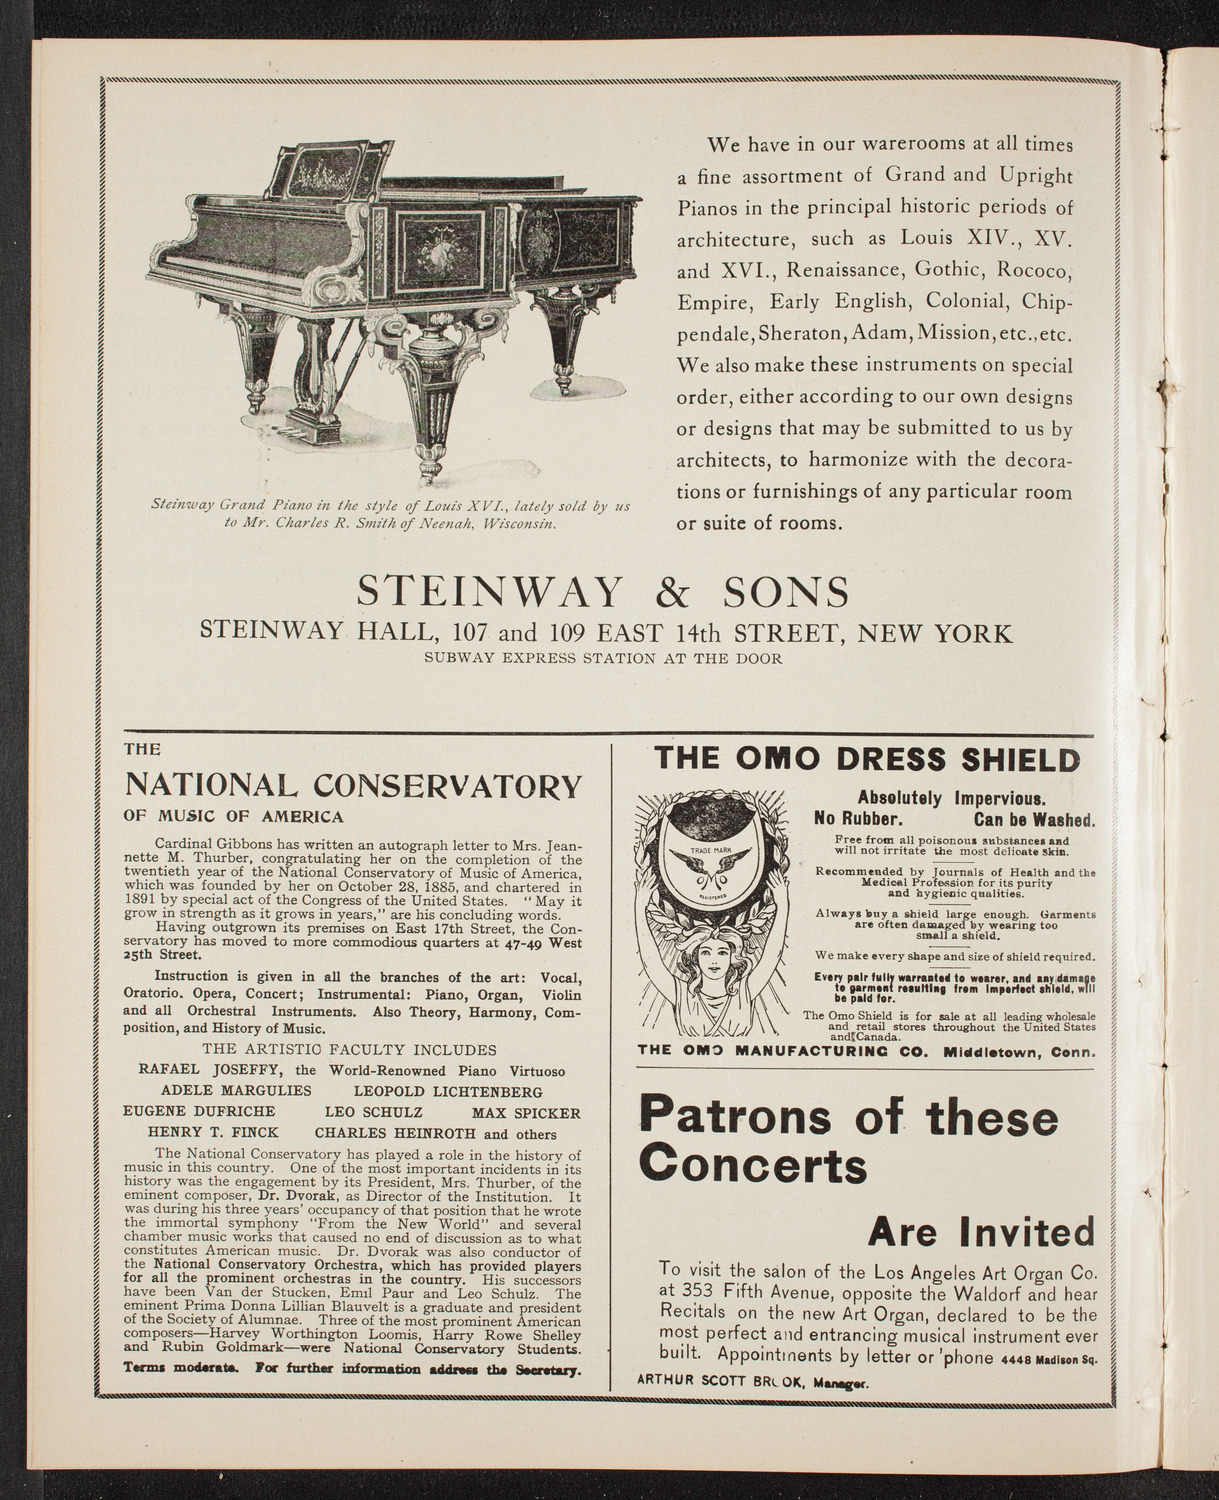 We have in our warerooms at all times
a fine assortment of Grand and Upright
Pianos in the principal historic periods of
architecture, such as Louis XIV., XV.
and XVI., Renaissance, Gothic, Rococo,
Empire, Early English, Colonial, Chip-
pendale, Sheraton, Adam, Mission, etc., etc.
We also make these instruments on special
order, either according to our own designs
or designs that may be submitted to us by
architects, to harmonize with the decora-
tions or furnishings of any particular room
or suite of rooms.
Steinway Grand Piano in the style of Louis XVI., lately sold by us
to Mr. Charles R. Smith of Neenah, Wisconsin.
STEINWAY & SONS
STEINWAY HALL, 107 and 109 EAST 14th STREET, NEW YORK
SUBWAY EXPRESS STATION AT THE DOOR
THE
NATIONAL CONSERVATORY
OF MUSIC OF AMERICA
Cardinal Gibbons has written an autograph letter to Mrs. Jean-
nette M. Thurber, congratulating her on the completion of the
twentieth year of the National Conservatory of Music of America,
which was founded by her on October 28, 1885, and chartered in
1891 by special act of the Congress of the United States. "May it
grow in strength as it grows in years," are his concluding words.
Having outgrown its premises on East 17th Street, the Con-
servatory has moved to more commodious quarters at 47-49 West
25th Street.
Instruction is given in all the branches of the art: Vocal,
Oratorio. Opera, Concert; Instrumental: Piano, Organ, Violin
and all Orchestral Instruments. Also Theory, Harmony, Com-
position, and History of Music.
THE ARTISTIC FACULTY INCLUDES
RAFAEL JOSEFFY, the World-Renowned Piano Virtuoso
ADELE MARGULIES LEOPOLD LICHTENBERG
EUGENE DUFRICHE LEO SCHULZ MAX SPICKER
HENRY T. FINCK CHARLES HEINROTH and others
The National Conservatory has played a role in the history of
music in this country. One of the most important incidents in its
history was the engagement by its President, Mrs. Thurber, of the
eminent composer, Dr. Dvorak, as Director of the Institution. It
was during his three years' occupancy of that position that he wrote
the immortal symphony "From the New World" and several
chamber music works that caused no end of discussion as to what
constitutes American music. Dr. Dvorak was also conductor of
the National Conservatory Orchestra, which has provided players
for all the prominent orchestras in the country. His successors
have been Van der Stucken, Emil Paur and Leo Schulz. The
eminent Prima Donna Lillian Blauvelt is a graduate and president
of the Society of Alumnae. Three of the most prominent American
composers—Harvey Worthington Loomis, Harry Rowe Shelley
and Rubin Goldmark—were National Conservatory Students.
Terms moderate. For further information address the Secretary.
THE OMO DRESS SHIELD
TRADE MARK
REGISTERED
Absolutely Impervious.
No Rubber. Can be Washed.
Free from all poisonous substances and
will not irritate the most delicate skin.
Recommended by Journals of Health and the
Medical Profession for its purity
and hygienic qualities.
Always buy a shield large enough. Garments
are often damaged by wearing too
small a shield.
We make every shape and size of shield required.
Every pair fully warranted to wearer, and any damage
to garment resulting from imperfect shield, will
be paid for.
The Omo Shield is for sale at all leading wholesale
and retail stores throughout the United States
and Canada.
THE OMO MANUFACTURING CO. Middletown, Conn.
Patrons of these
Concerts
Are Invited
To visit the salon of the Los Angeles Art Organ Co.
at 353 Fifth Avenue, opposite the Waldorf and hear
Recitals on the new Art Organ, declared to be the
most perfect and entrancing musical instrument ever
built. Appointments by letter or 'phone 4448 Madison Sq.
ARTHUR SCOTT BROOK, Manager.